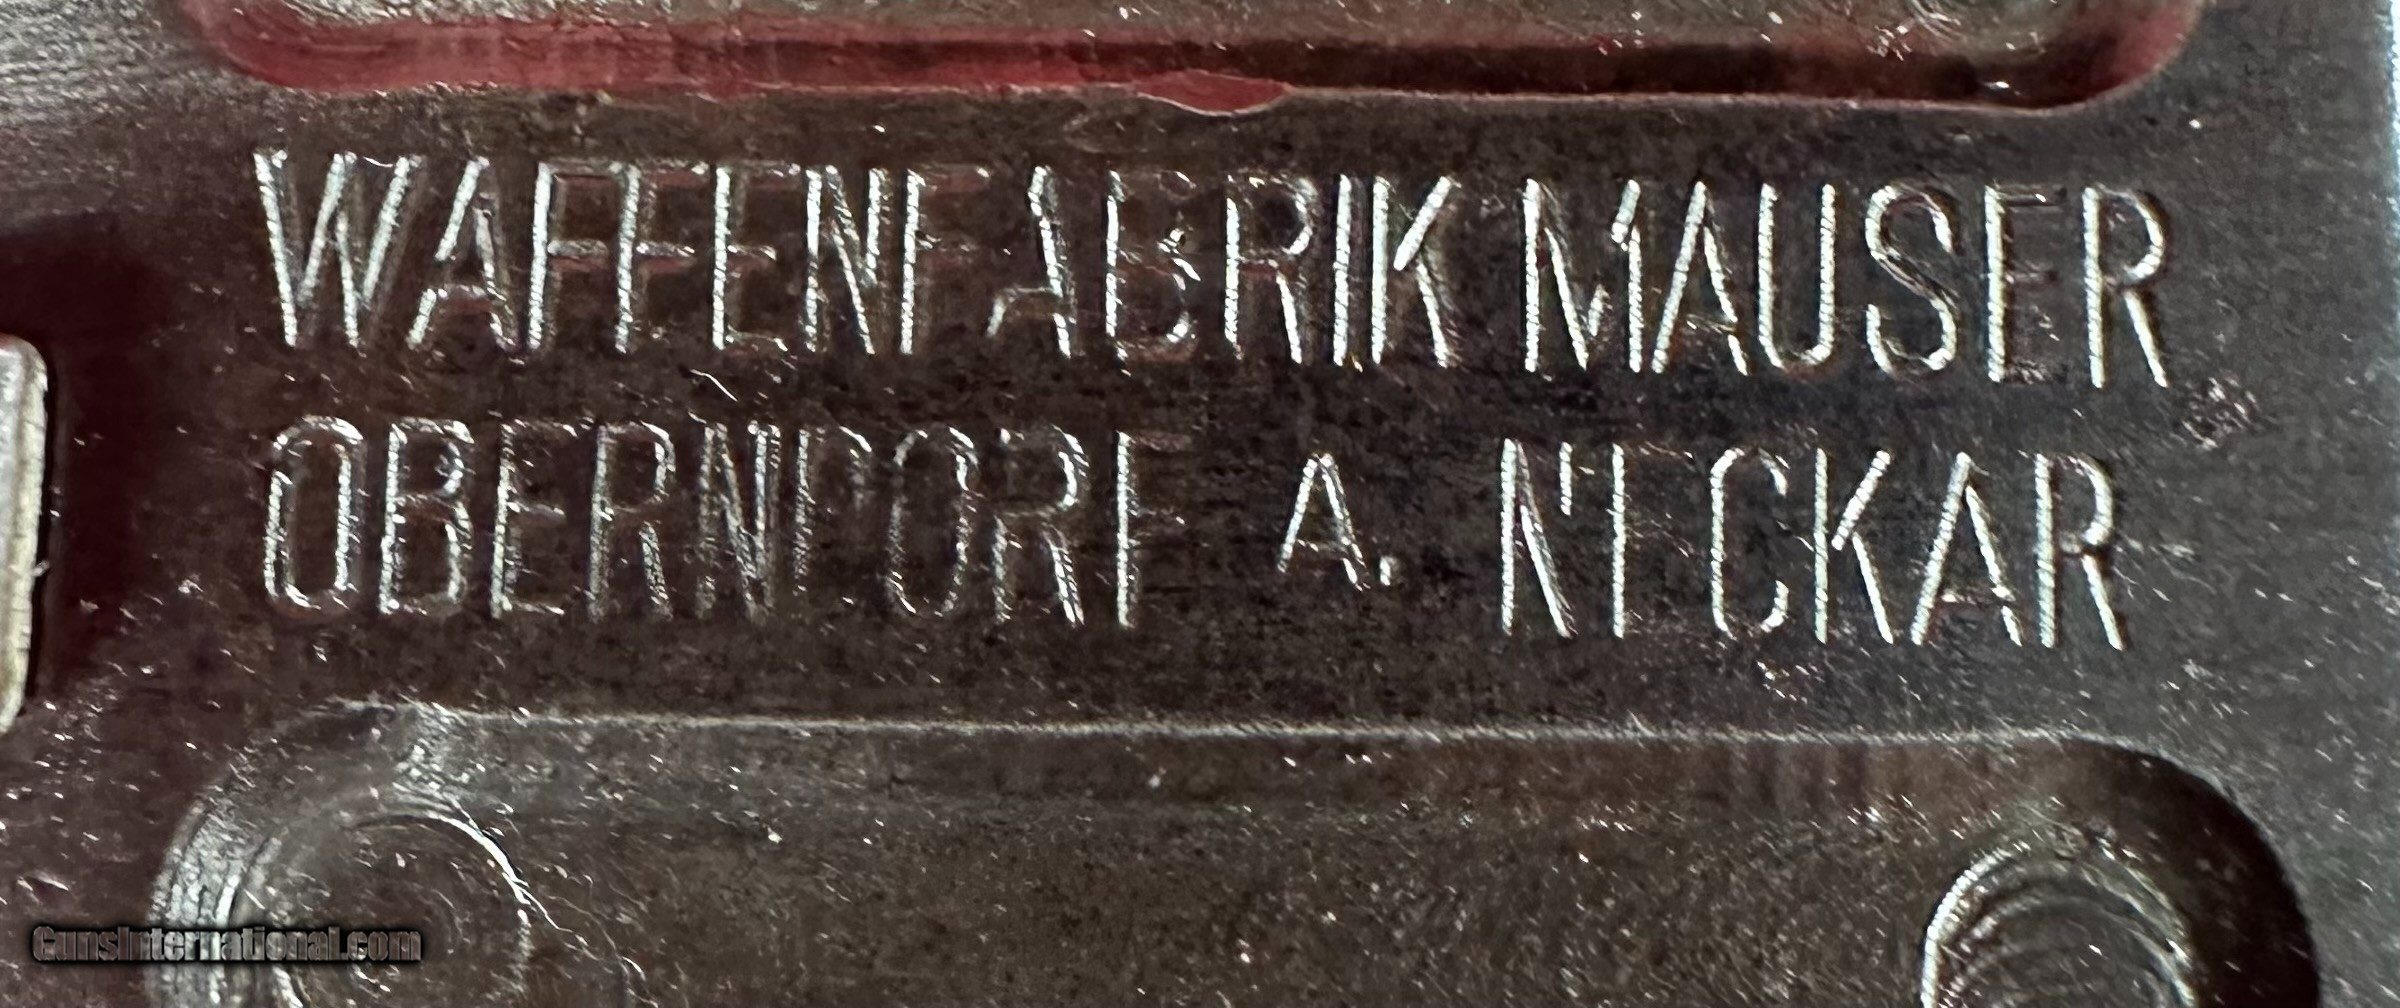 WAFFENFABRIK MAUSER
OBERNDORF A. NECKAR
GunsInternational.com